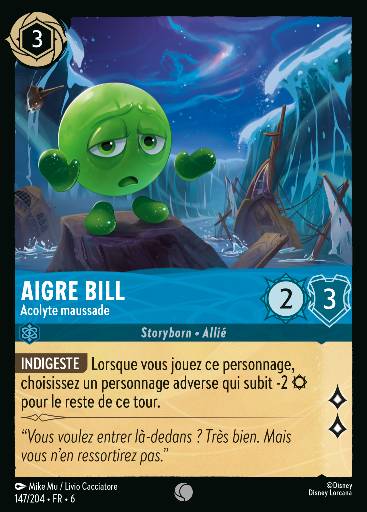 3
AIGRE BILL
Acolyte maussade
2
3
Storyborn • Allié
INDIGESTE Lorsque vous jouez ce personnage,
choisissez un personnage adverse qui subit -2
pour le reste de ce tour.
“Vous voulez entrer là-dedans ? Très bien. Mais
vous n’en ressortirez pas.”
Mike Mu / Livio Cacciatore
©Disney
147/204 • FR • 6
Disney Lorcana